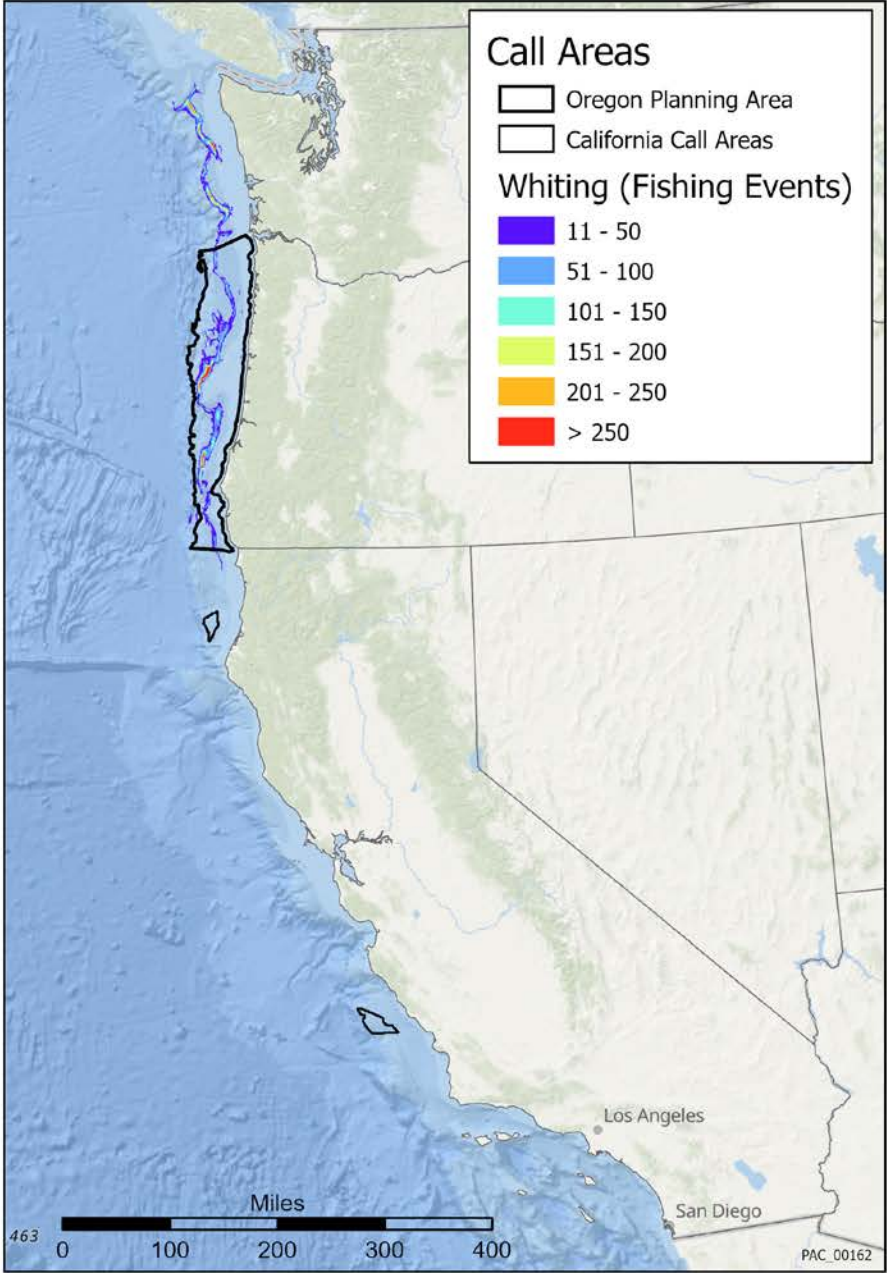 Call Areas
Oregon Planning Area
California Call Areas
Whiting (Fishing Events)
11 - 50
51 - 100
101 - 150
151 - 200
201 - 250
> 250
Los Angeles
San Diego
Miles
0 100 200 300 400
463
PAC_00162